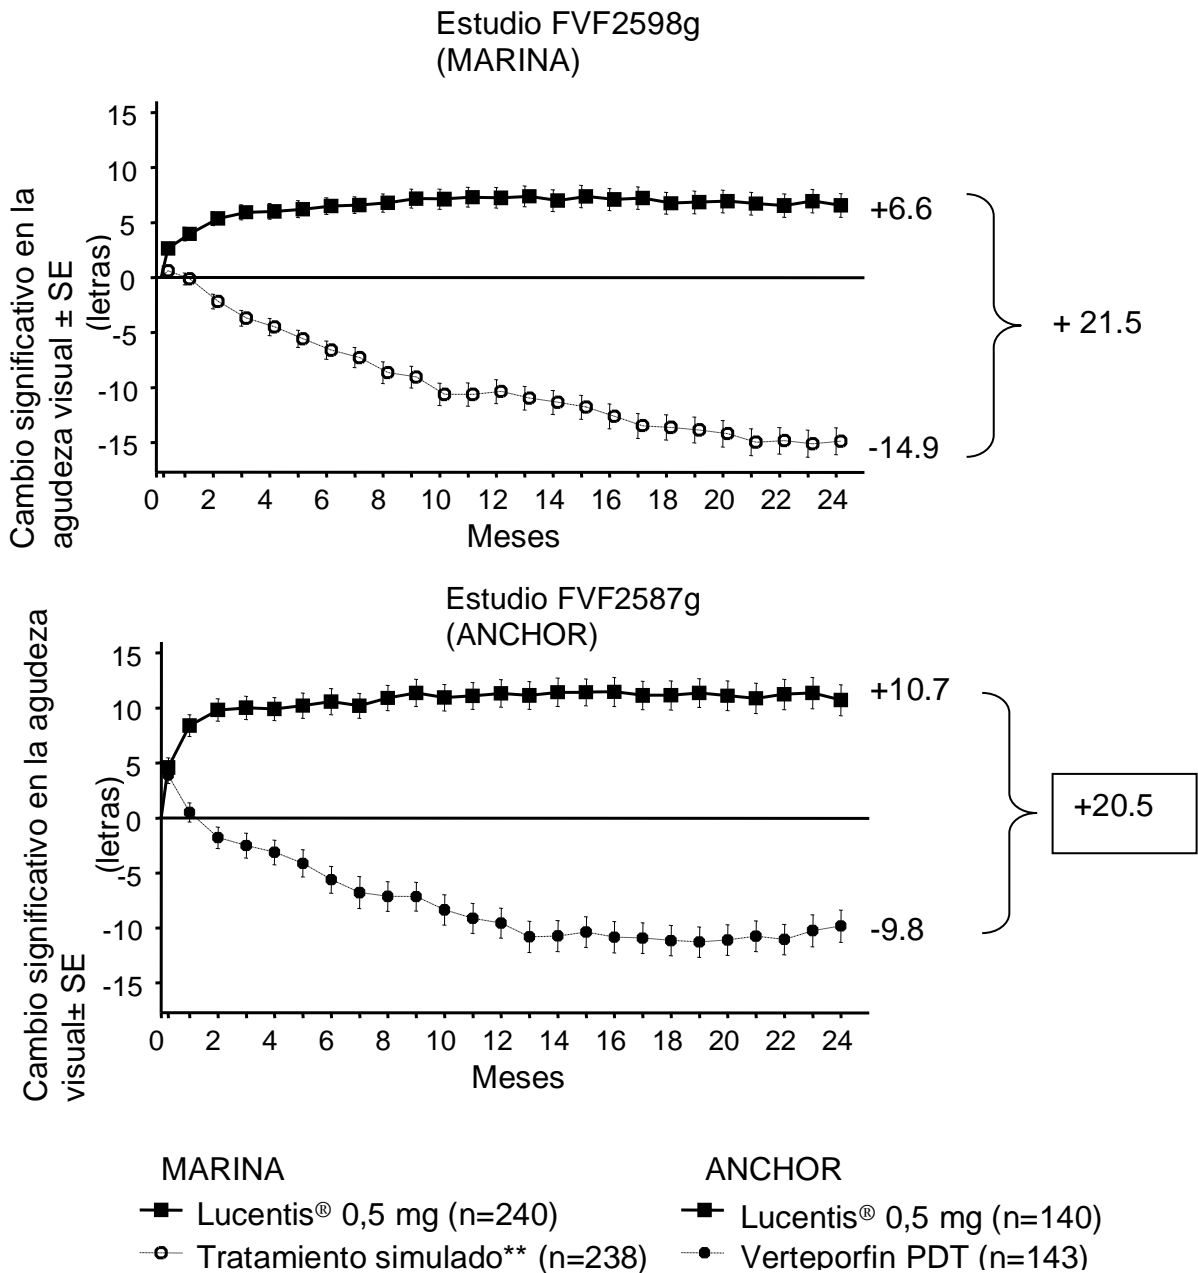 Estudio FVF2598g
(MARINA)
Cambio significativo en la
agudeza visual ± SE
(letras)
15
10
5
0
-5
-10
-15
+6.6
-14.9
+ 21.5
0 2 4 6 8 10 12 14 16 18 20 22 24
Meses
Estudio FVF2587g
(ANCHOR)
Cambio significativo en la agudeza
visual± SE
(letras)
15
10
5
0
-5
-10
-15
+10.7
-9.8
+20.5
0 2 4 6 8 10 12 14 16 18 20 22 24
Meses
MARINA
Lucentis® 0,5 mg (n=240)
Tratamiento simulado** (n=238)
ANCHOR
Lucentis® 0,5 mg (n=140)
Verteporfin PDT (n=143)